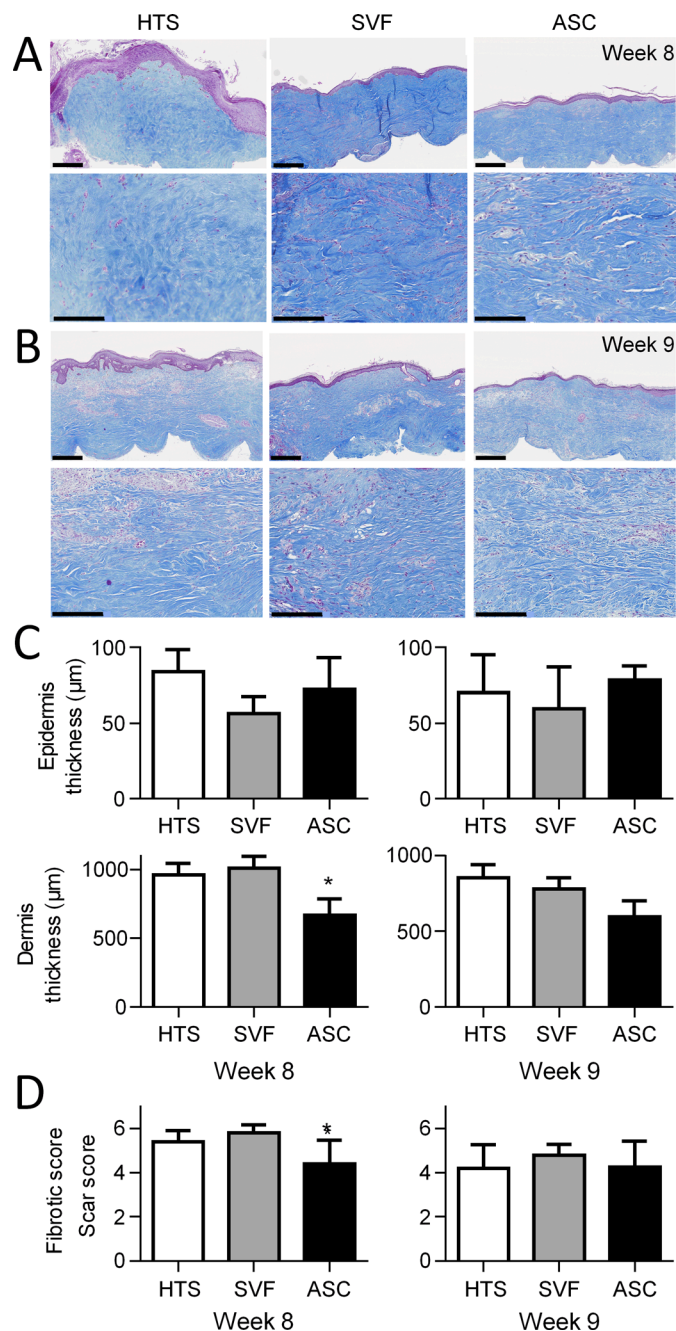 HTS SVF ASC
A
Week 8
B
Week 9
C
Epidermis
thickness (µm)
100
50
0
HTS SVF ASC
100
50
0
HTS SVF ASC
Dermis
thickness (µm)
1000
500
0
*
HTS SVF ASC
Week 8
1000
500
0
HTS SVF ASC
Week 9
D
Fibrotic score
Scar score
6
4
2
0
*
HTS SVF ASC
Week 8
6
4
2
0
HTS SVF ASC
Week 9